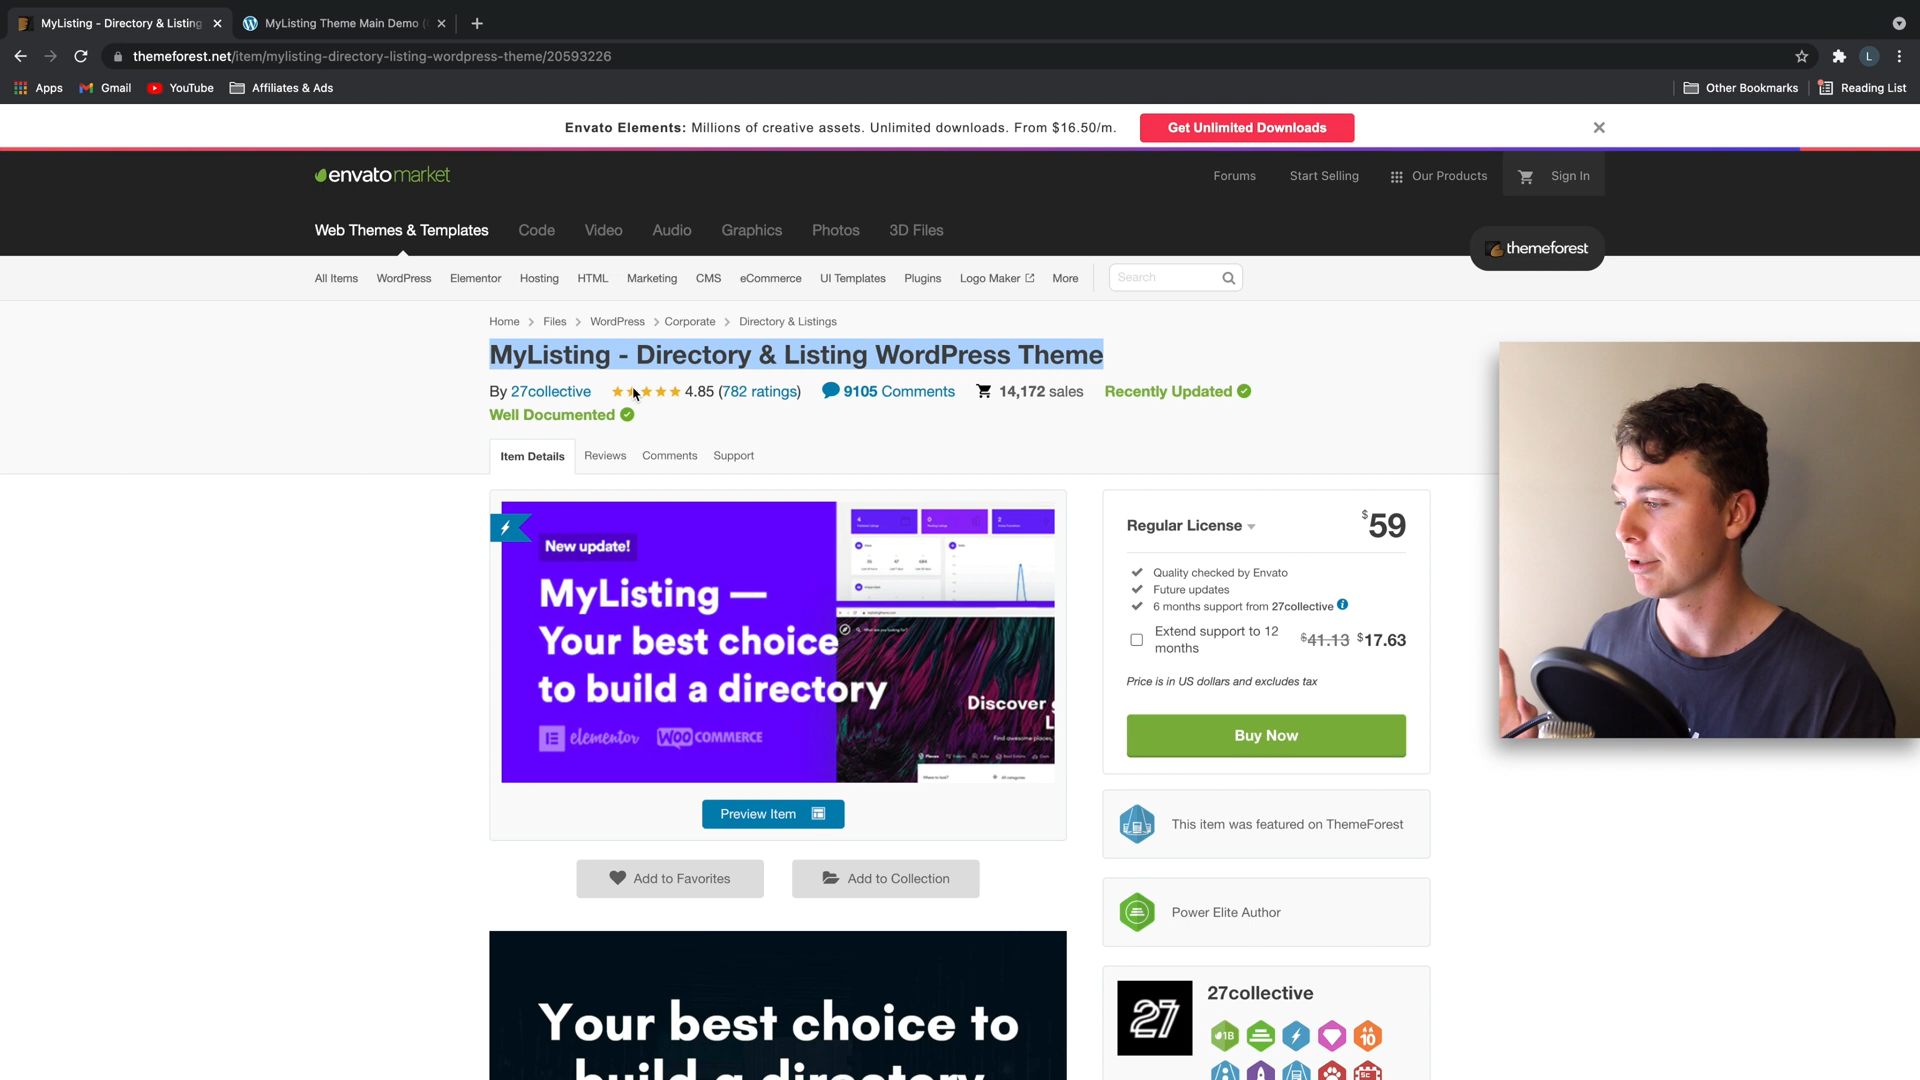 MyListing - Directory & Listing
MyListing Theme Main Demo (
themeforest.net/item/mylisting-directory-listing-wordpress-theme/20593226
L
Apps
Gmail
YouTube
Affiliates & Ads
Other Bookmarks
Reading List
Envato Elements: Millions of creative assets. Unlimited downloads. From $16.50/m.
Get Unlimited Downloads
envatomarket
Forums
Start Selling
Our Products
Sign In
Web Themes & Templates
Code
Video
Audio
Graphics
Photos
3D Files
themeforest
All Items
WordPress
Elementor
Hosting
HTML
Marketing
CMS
eCommerce
UI Templates
Plugins
Logo Maker
More
Search
Home > Files > WordPress > Corporate > Directory & Listings
MyListing - Directory & Listing WordPress Theme
By 27collective
4.85 (782 ratings)
9105 Comments
14,172 sales
Recently Updated
Well Documented
Item Details
Reviews
Comments
Support
New update!
MyListing —
Your best choice
to build a directory
elementor
WOO COMMERCE
Discover
Find awesome places,
Preview Item
Add to Favorites
Add to Collection
Your best choice to
build a directory
Regular License
$59
Quality checked by Envato
Future updates
6 months support from 27collective
Extend support to 12
months
$41.13 $17.63
Price is in US dollars and excludes tax
Buy Now
This item was featured on ThemeForest
Power Elite Author
27
27collective
1B
10